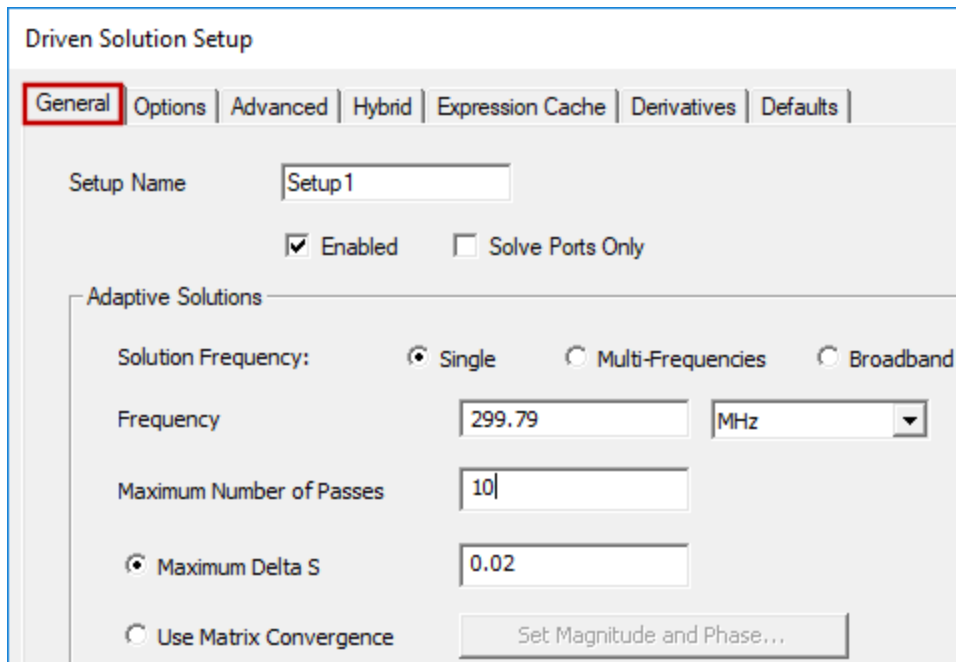 Driven Solution Setup
General Options Advanced Hybrid Expression Cache Derivatives Defaults
Setup Name Setup1
Enabled Solve Ports Only
Adaptive Solutions
Solution Frequency: Single Multi-Frequencies Broadband
Frequency 299.79 MHz
Maximum Number of Passes 10
Maximum Delta S 0.02
Use Matrix Convergence Set Magnitude and Phase...